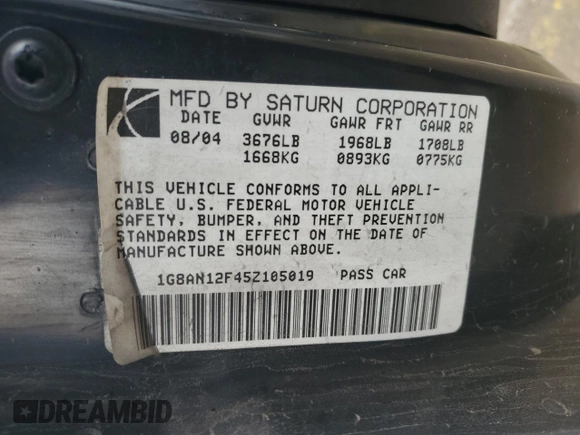 MFD BY SATURN CORPORATION
DATE GVWR GAWR FRT GAWR RR
08/04 3676LB 1968LB 1708LB
1668KG 0893KG 0775KG
THIS VEHICLE CONFORMS TO ALL APPLI-
CABLE U.S. FEDERAL MOTOR VEHICLE
SAFETY, BUMPER, AND THEFT PREVENTION
STANDARDS IN EFFECT ON THE DATE OF
MANUFACTURE SHOWN ABOVE.
1G8AN12F45Z105019 PASS CAR
DREAMBID